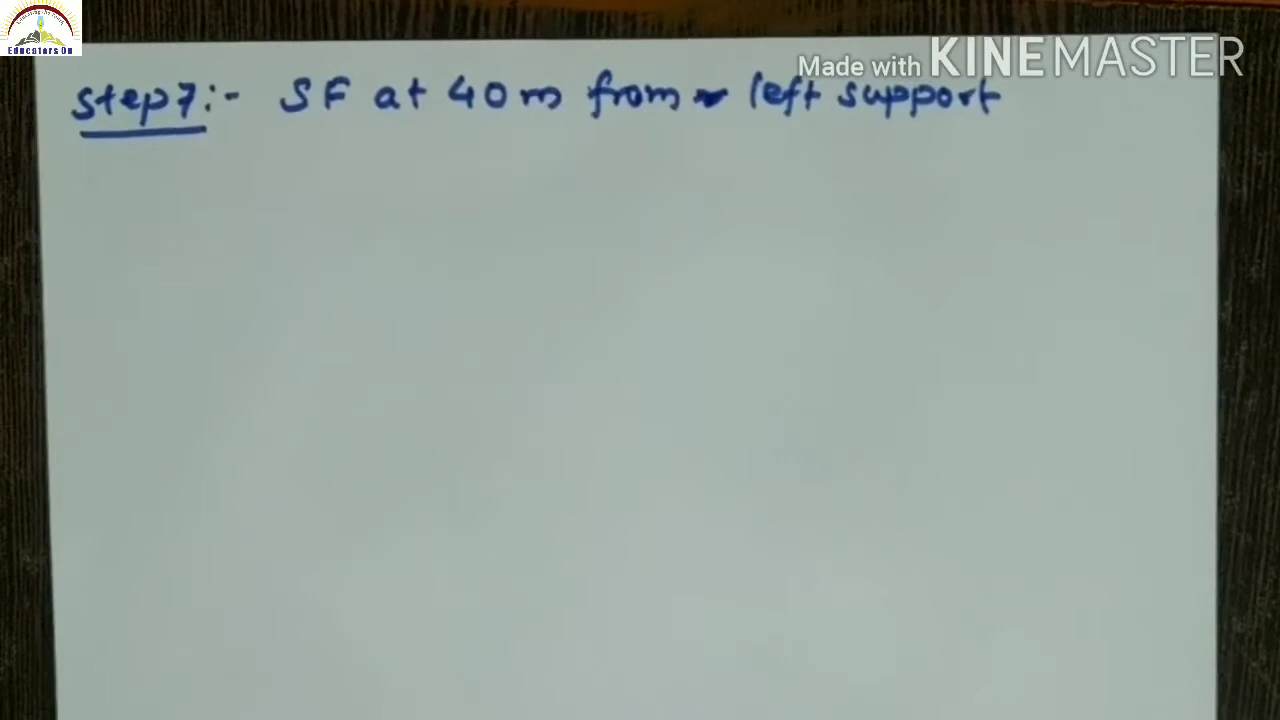 Educators On
Made with KINEMASTER
Step7:- SF at 40m from left support